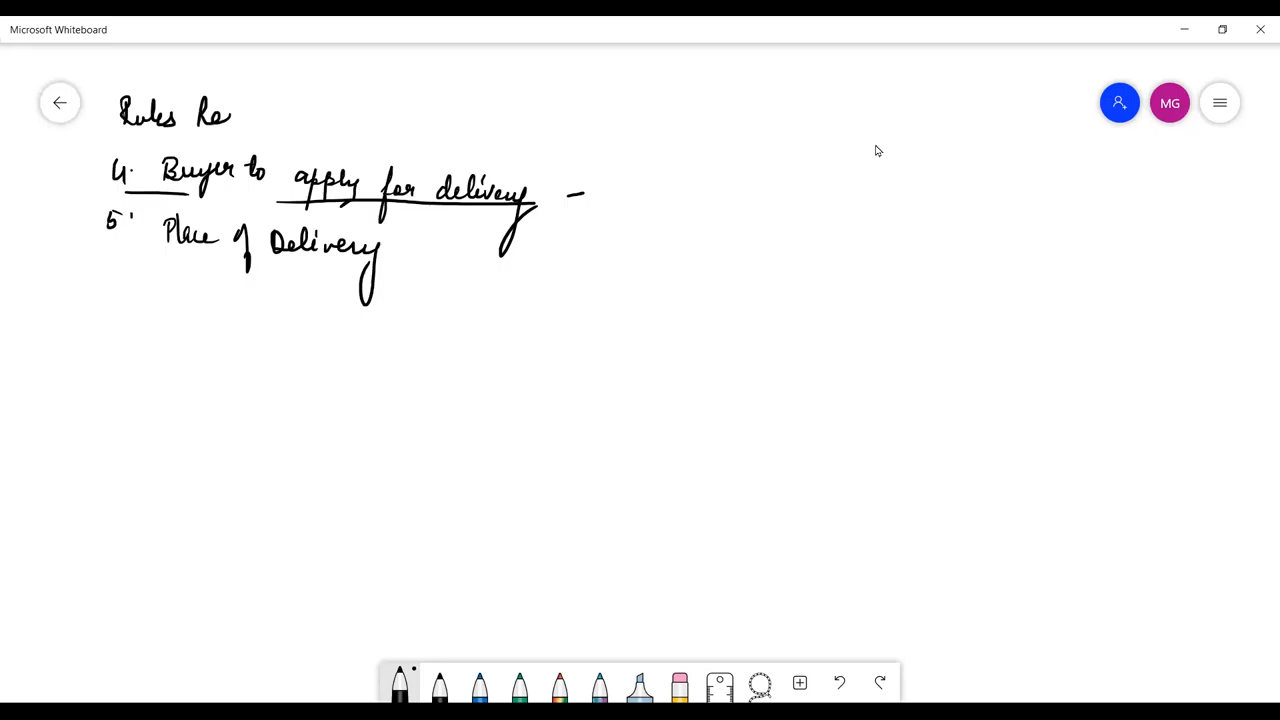 Microsoft Whiteboard
MG
Rules Re
4. Buyer to apply for delivery -
5. Place of Delivery